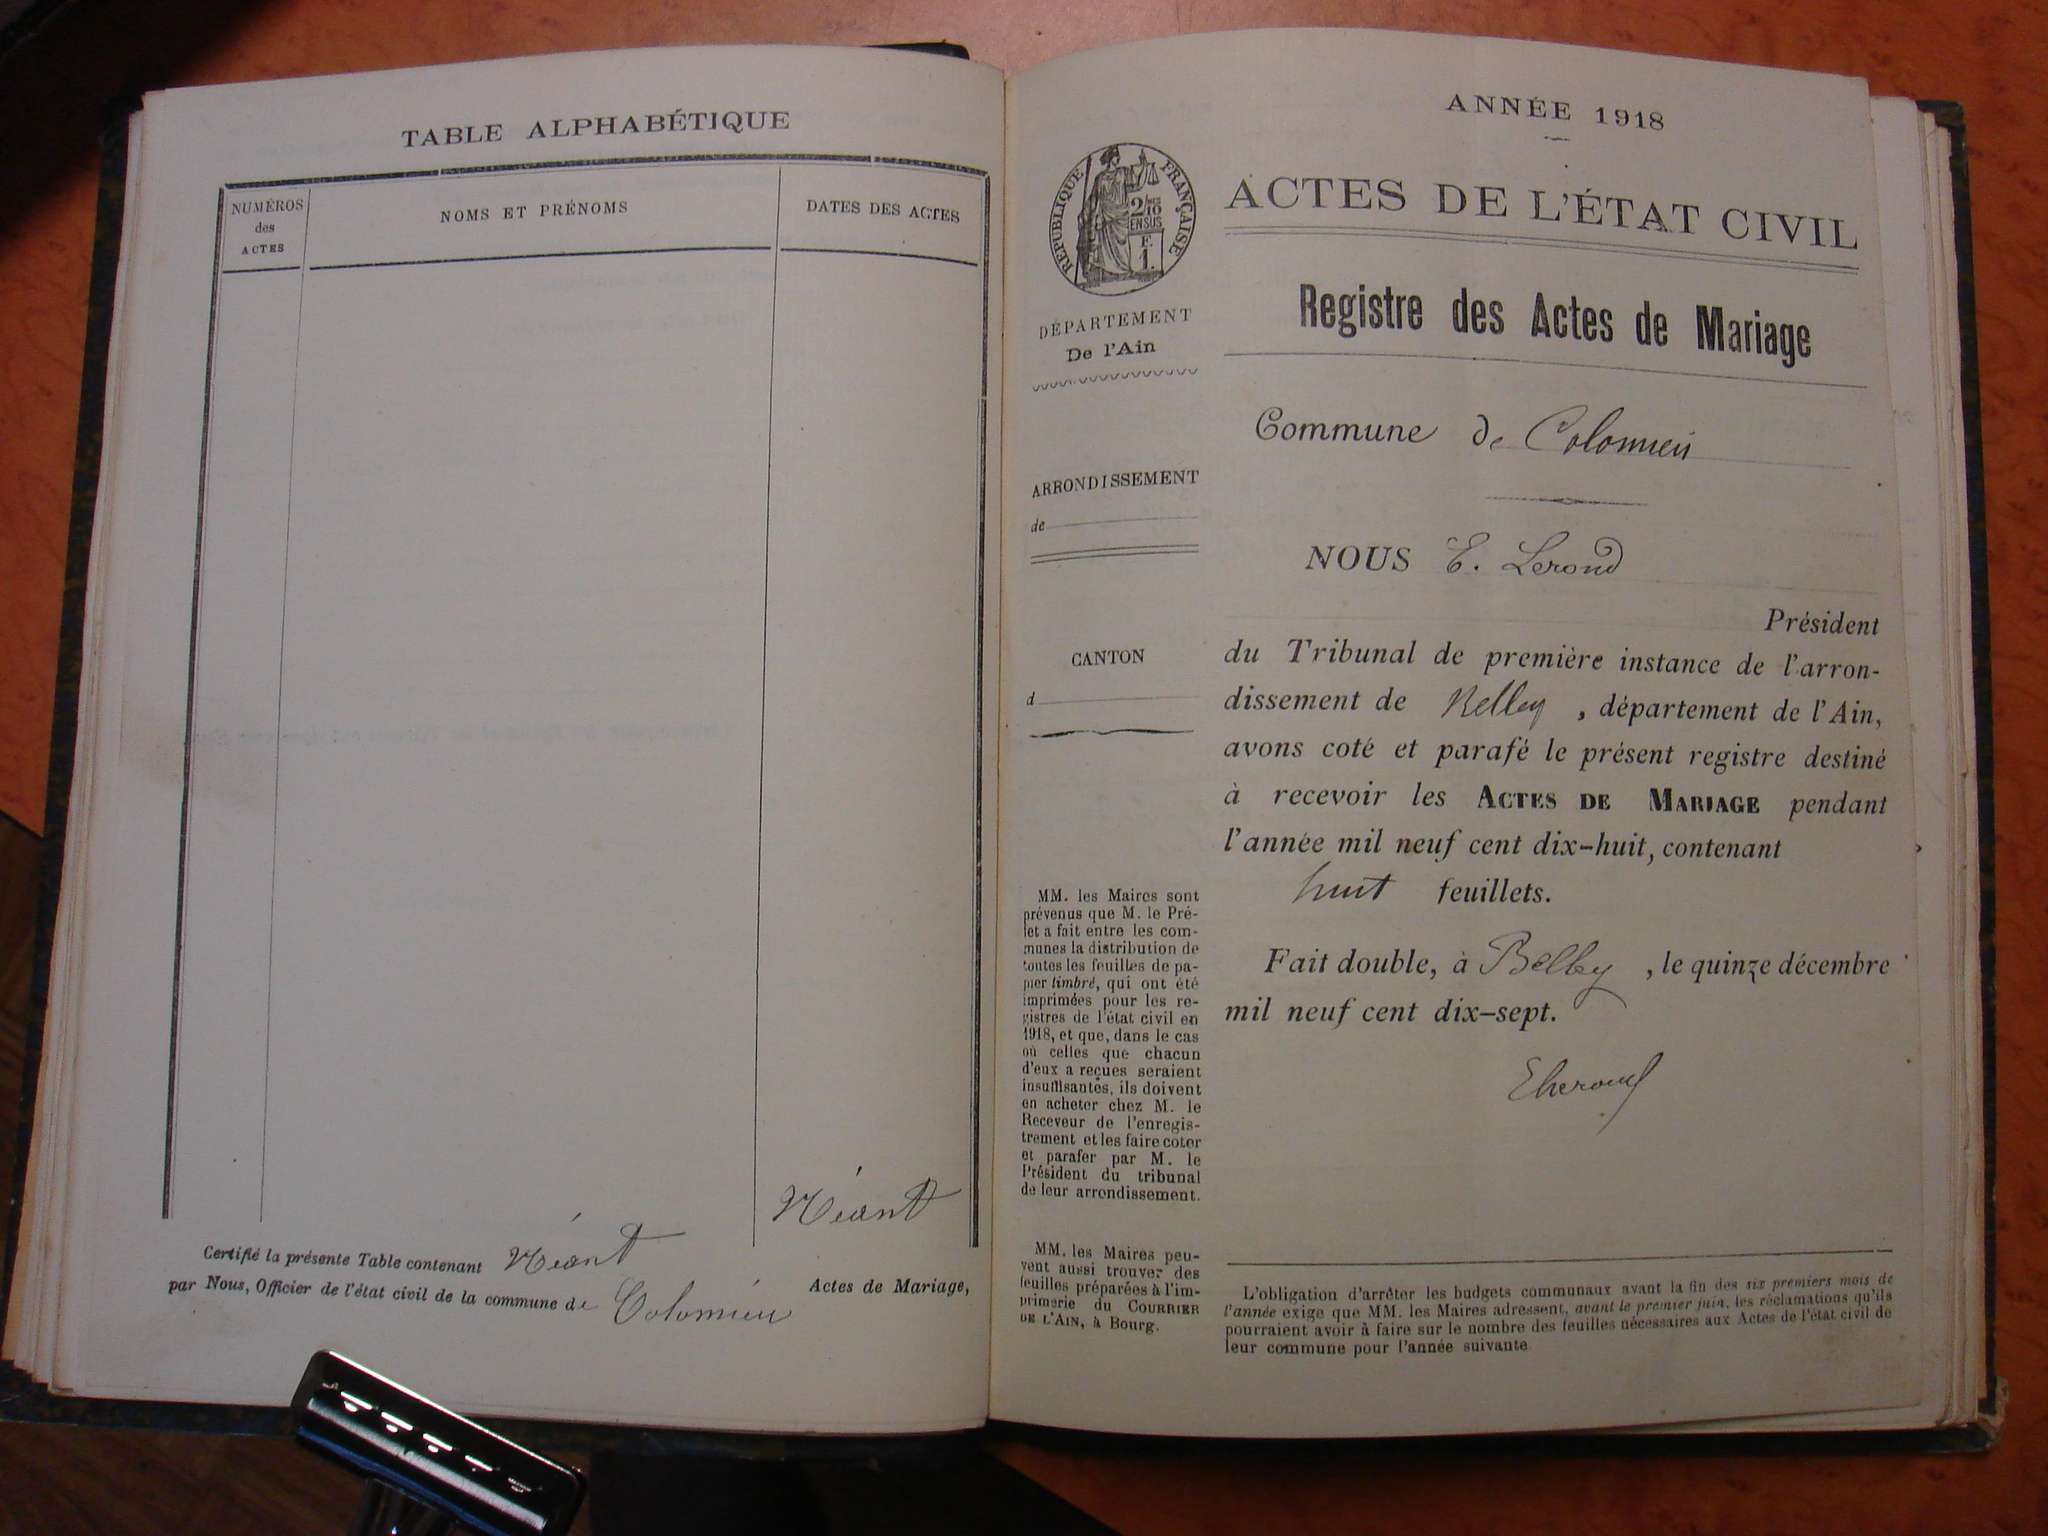 TABLE ALPHABÉTIQUE
NUMÉROS
des
ACTES
NOMS ET PRÉNOMS
DATES DES ACTES
Néant
Certifié la présente Table contenant Néant
Actes de Mariage,
par Nous, Officier de l'état civil de la commune de Colomieu
ANNÉE 1918
RÉPUBLIQUE FRANÇAISE
2/10
EN SUS
F.
1.
ACTES DE L'ÉTAT CIVIL
Registre des Actes de Mariage
DÉPARTEMENT
De l'Ain
ARRONDISSEMENT
de
CANTON
d
MM. les Maires sont
prévenus que M. le Pré-
fet a fait entre les com-
munes la distribution de
toutes les feuilles de pa-
pier timbré, qui ont été
imprimées pour les re-
gistres de l'état civil en
1918, et que, dans le cas
où celles que chacun
d'eux a reçues seraient
insuffisantes, ils doivent
en acheter chez M. le
Receveur de l'enregis-
trement et les faire coter
et parafer par M. le
Président du tribunal
de leur arrondissement.
MM. les Maires peu-
vent aussi trouver des
feuilles préparées à l'im-
primerie du COURRIER
DE L'AIN, à Bourg.
Commune de Colomieu
NOUS E. Lerond
Président
du Tribunal de première instance de l'arron-
dissement de Belley, département de l'Ain,
avons coté et parafé le présent registre destiné
à recevoir les ACTES DE MARIAGE pendant
l'année mil neuf cent dix-huit, contenant
huit feuillets.
Fait double, à Belley, le quinze décembre
mil neuf cent dix-sept.
ELerond
L'obligation d'arrêter les budgets communaux avant la fin des six premiers mois de
l'année exige que MM. les Maires adressent, avant le premier juin, les réclamations qu'ils
pourraient avoir à faire sur le nombre des feuilles nécessaires aux Actes de l'état civil de
leur commune pour l'année suivante